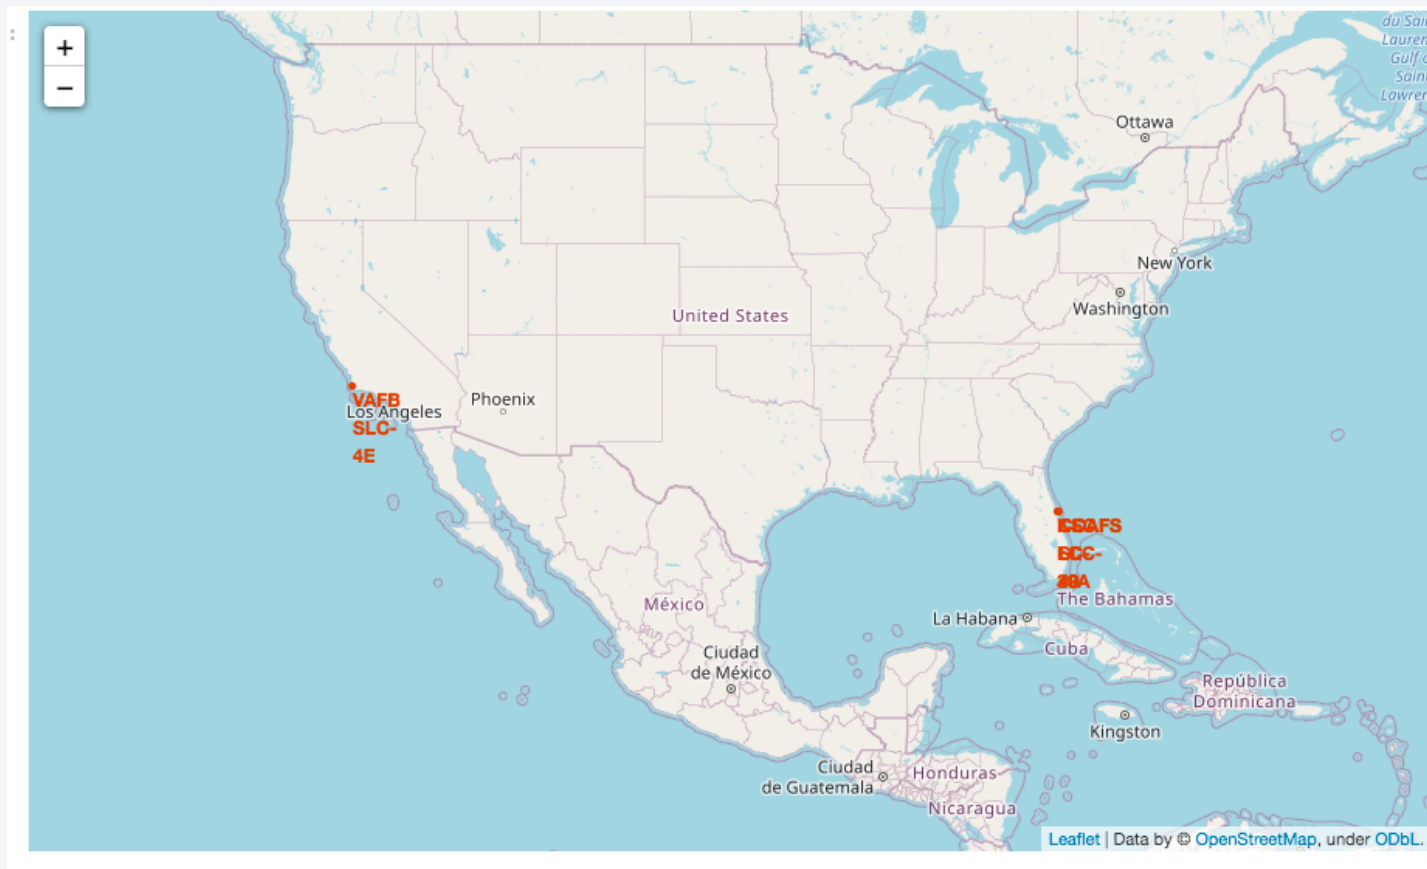 +
−
du Sai
Lauren
Gulf o
Sain
Lawren
Ottawa
New York
Washington
United States
VAFB
Los Angeles
SLC-
4E
Phoenix
The Bahamas
La Habana
Cuba
México
Ciudad
de México
República
Dominicana
Kingston
Ciudad
de Guatemala
Honduras
Nicaragua
Leaflet | Data by © OpenStreetMap, under ODbL.